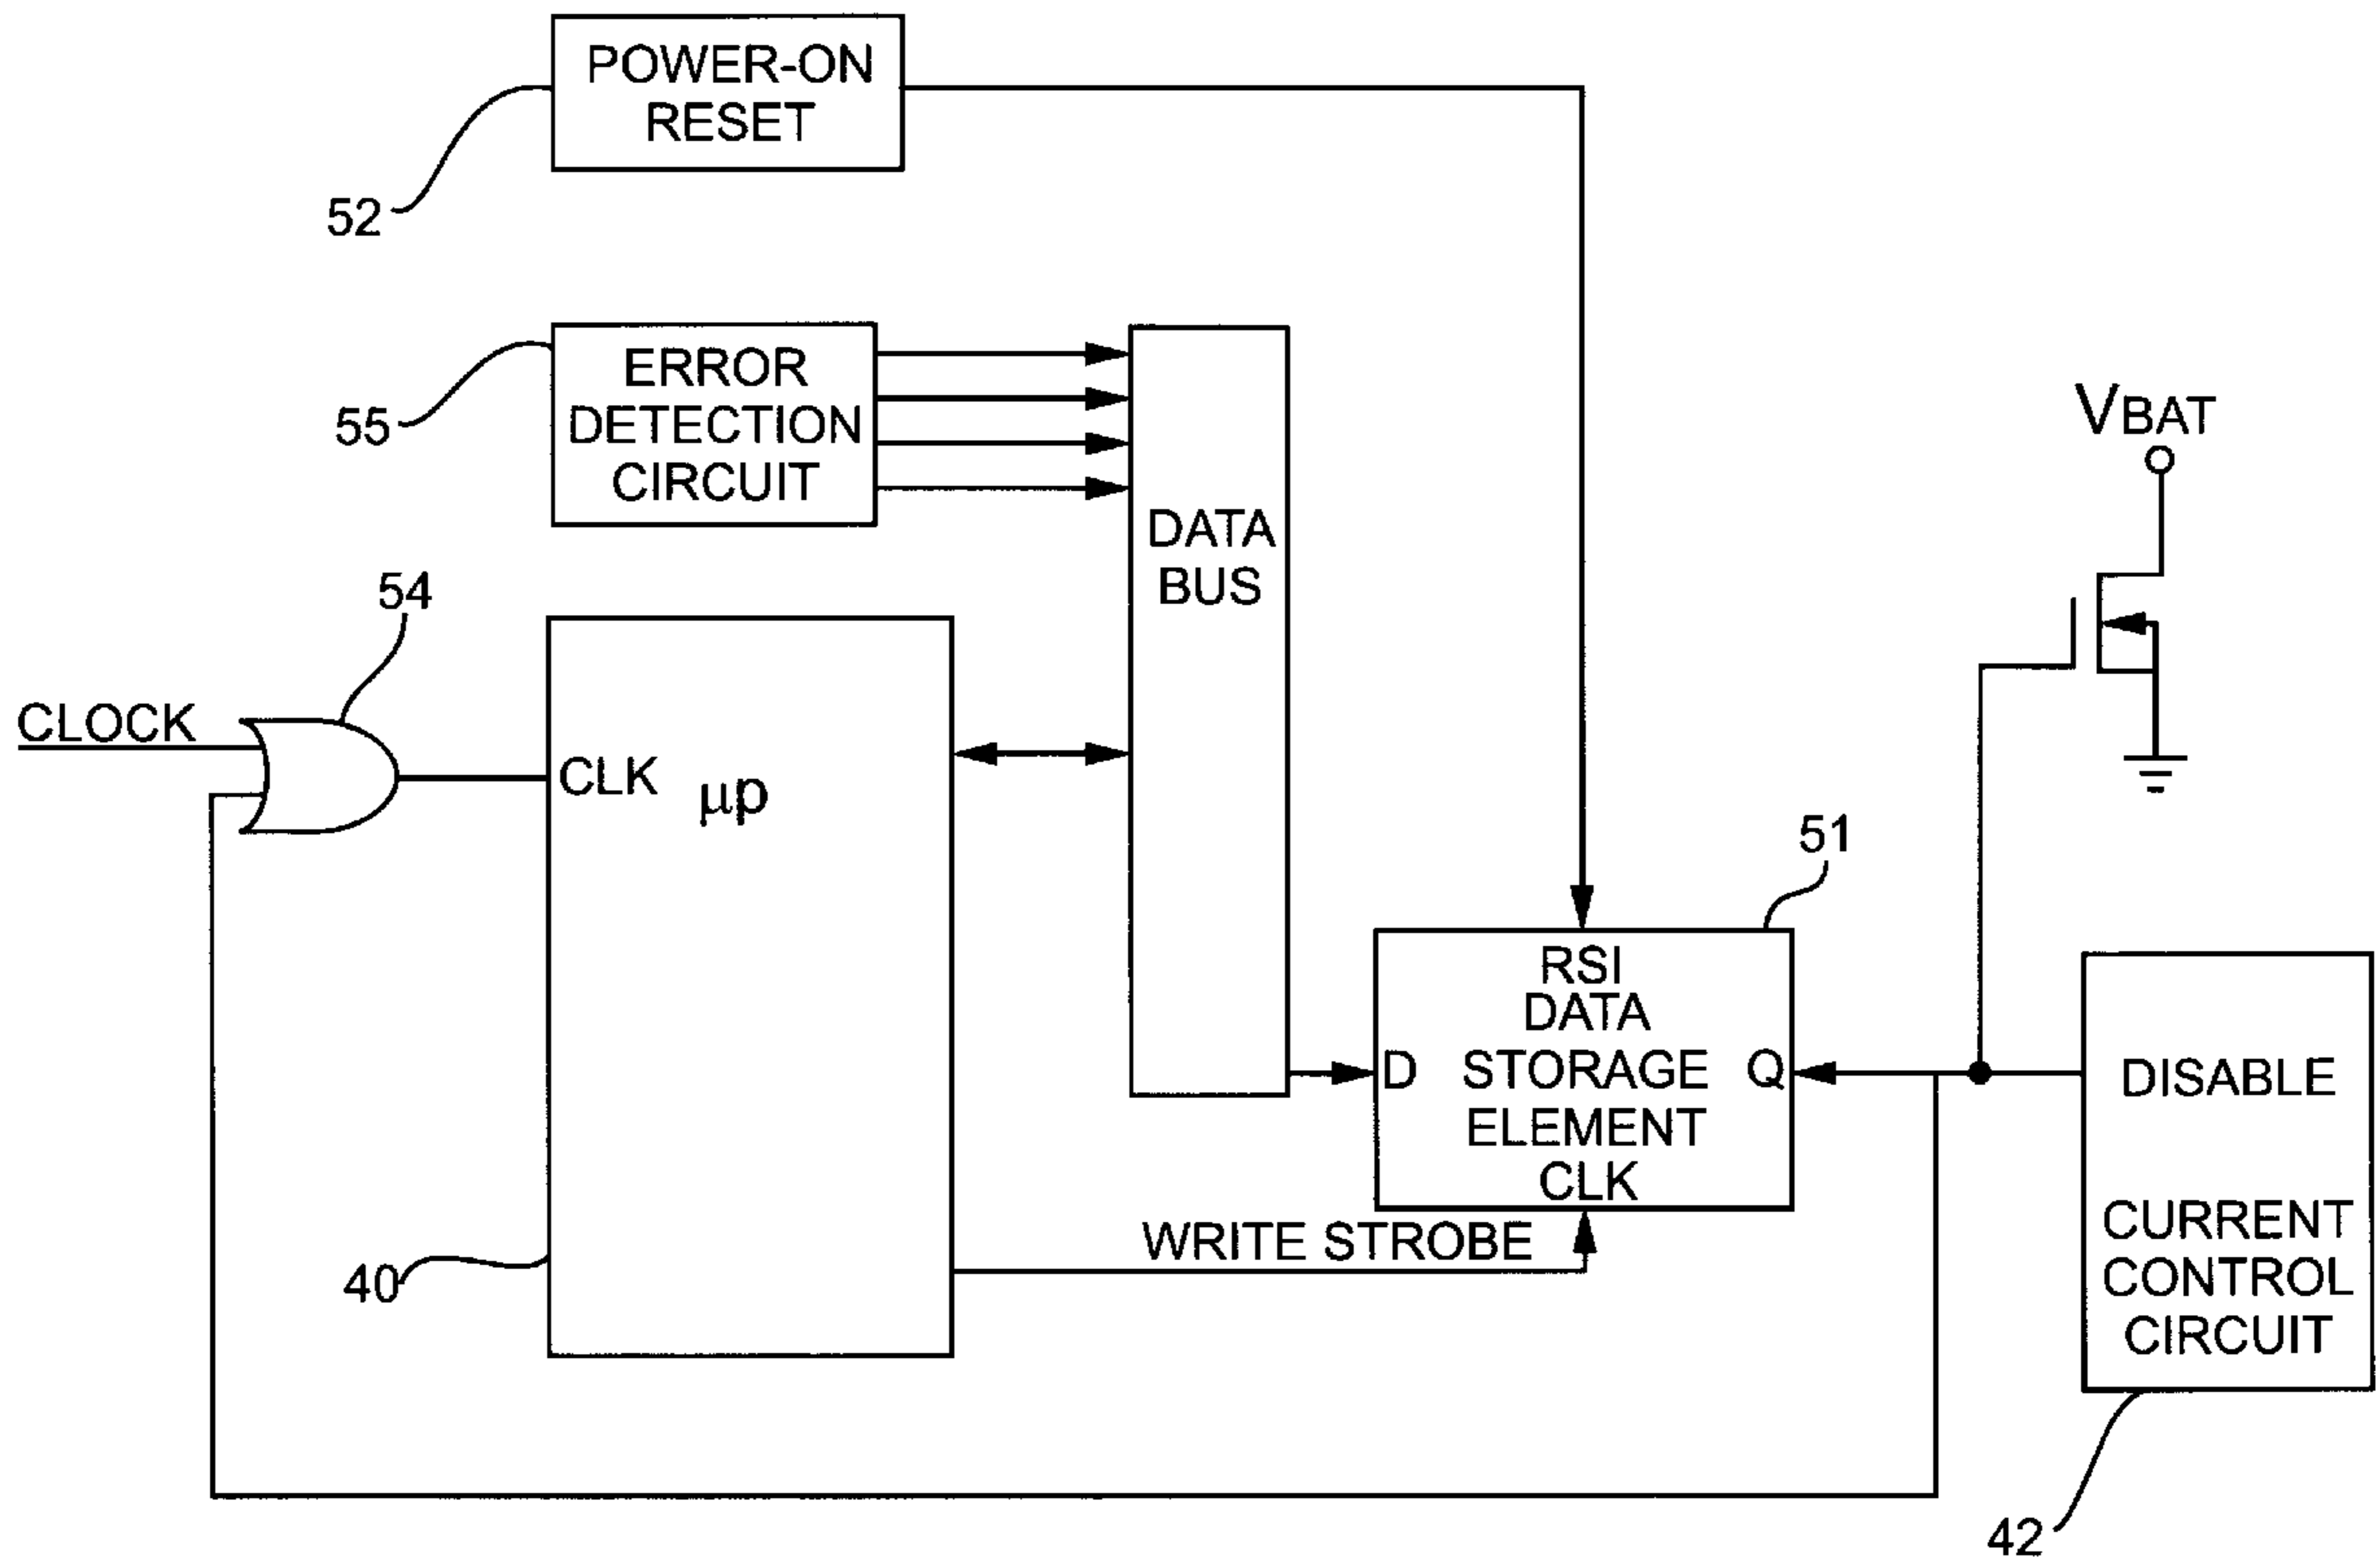 POWER-ON
RESET
52
ERROR
DETECTION
CIRCUIT
55
DATA
BUS
VBAT
54
CLOCK
CLK
μp
51
RSI
DATA
D STORAGE Q
ELEMENT
CLK
DISABLE
CURRENT
CONTROL
CIRCUIT
WRITE STROBE
40
42